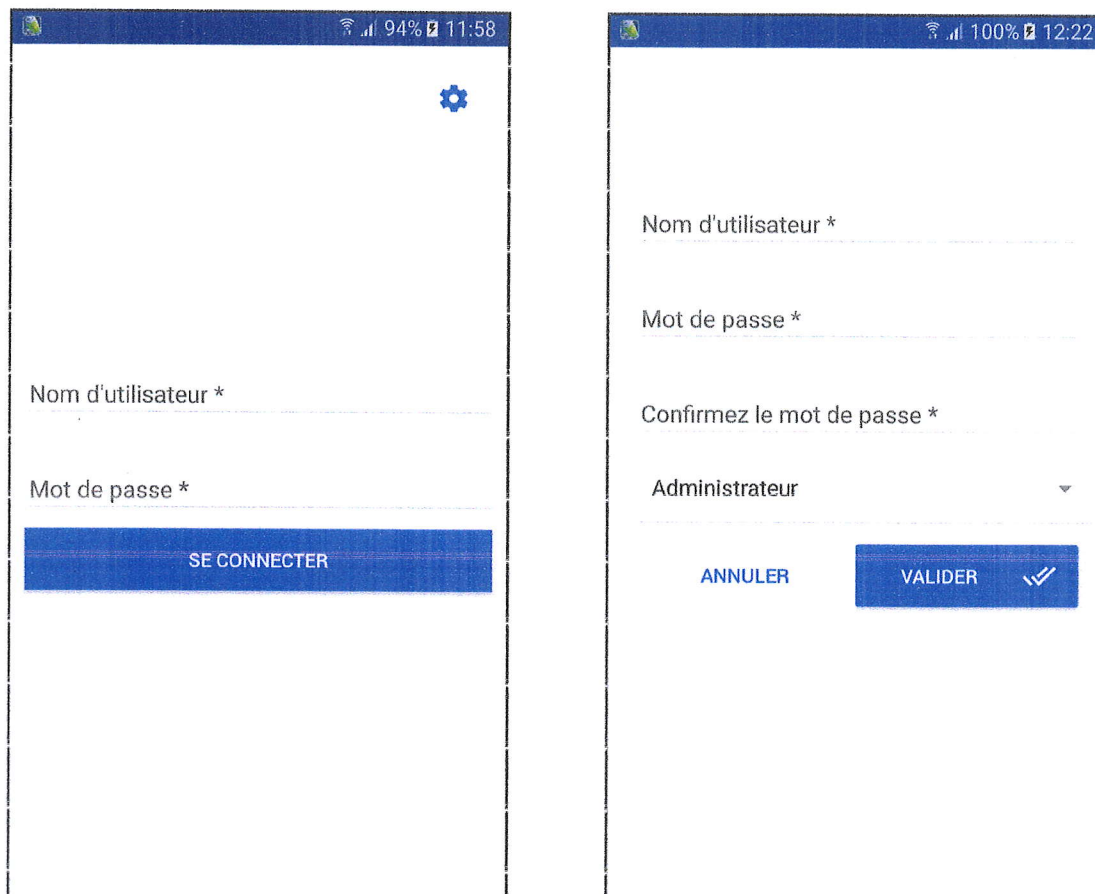 94% 11:58
Nom d'utilisateur *
Mot de passe *
SE CONNECTER
100% 12:22
Nom d'utilisateur *
Mot de passe *
Confirmez le mot de passe *
Administrateur
ANNULER VALIDER